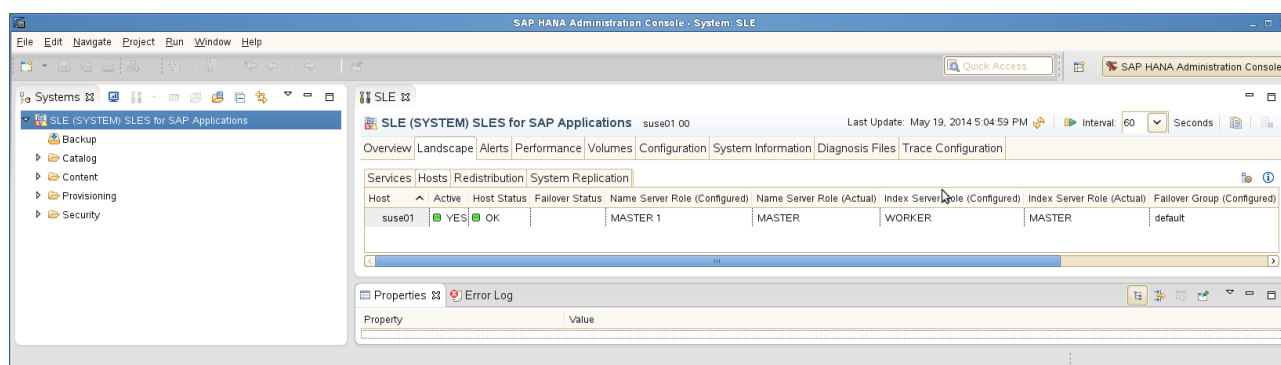 SAP HANA Administration Console - System: SLE
File Edit Navigate Project Run Window Help
Quick Access
SAP HANA Administration Console
Systems
SLE (SYSTEM) SLES for SAP Applications
Backup
Catalog
Content
Provisioning
Security
SLE
SLE (SYSTEM) SLES for SAP Applications suse01 00 Last Update: May 19, 2014 5:04:59 PM Interval: 60 Seconds
Overview Landscape Alerts Performance Volumes Configuration System Information Diagnosis Files Trace Configuration
Services Hosts Redistribution System Replication
Host Active Host Status Failover Status Name Server Role (Configured) Name Server Role (Actual) Index Server Role (Configured) Index Server Role (Actual) Failover Group (Configured)
suse01 YES OK MASTER 1 MASTER WORKER MASTER default
Properties Error Log
Property Value